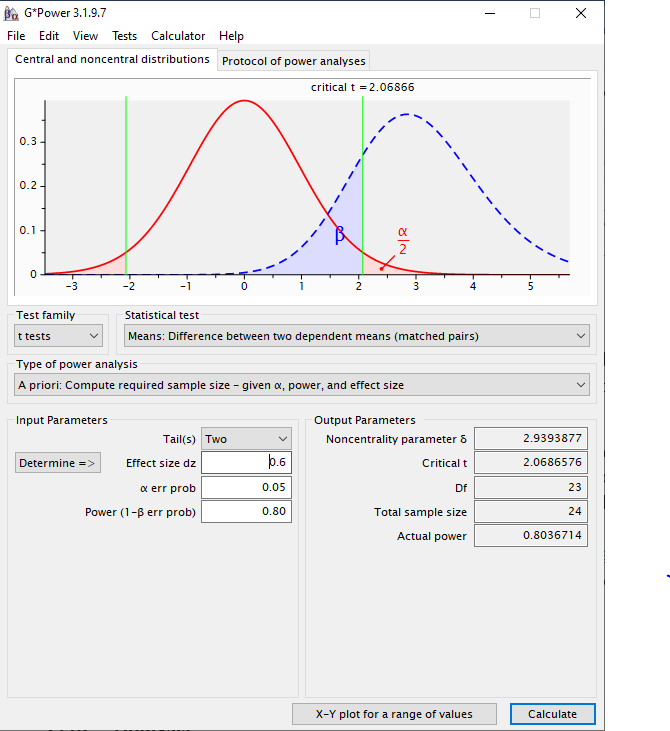 G*Power 3.1.9.7
File Edit View Tests Calculator Help
Central and noncentral distributions Protocol of power analyses
critical t = 2.06866
0.3
0.2
0.1
0
β
α
2
-3 -2 -1 0 1 2 3 4 5
Test family
t tests
Statistical test
Means: Difference between two dependent means (matched pairs)
Type of power analysis
A priori: Compute required sample size - given α, power, and effect size
Input Parameters
Tail(s) Two
Determine => Effect size dz 0.6
α err prob 0.05
Power (1-β err prob) 0.80
Output Parameters
Noncentrality parameter δ 2.9393877
Critical t 2.0686576
Df 23
Total sample size 24
Actual power 0.8036714
X-Y plot for a range of values Calculate